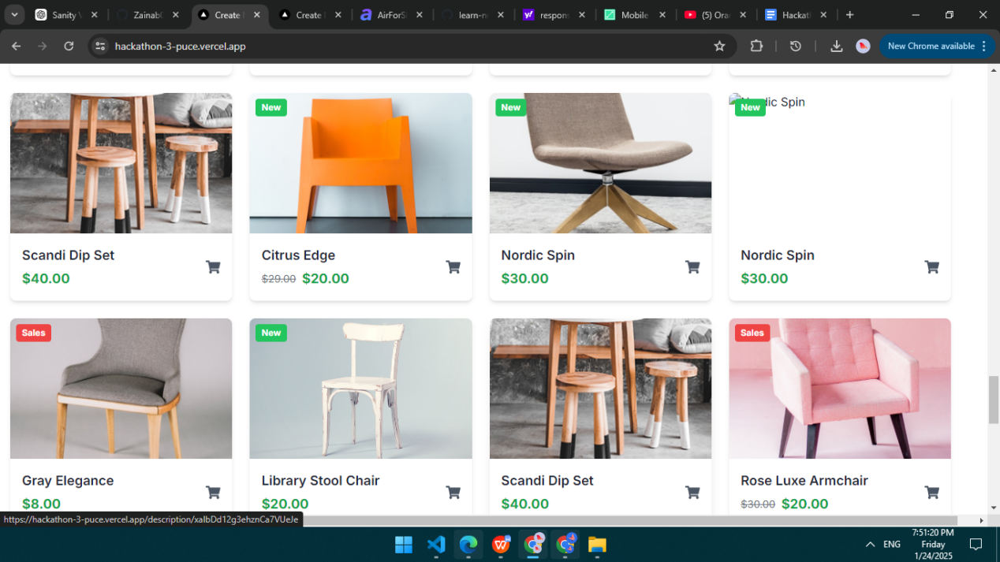 Sanity V
ZainabC
Create
Create
AirForS
learn-n
respon
Mobile
(5) Ora
Hackat
hackathon-3-puce.vercel.app
New Chrome available
New
New
New
Nordic Spin
Scandi Dip Set
Citrus Edge
Nordic Spin
Nordic Spin
$40.00
$29.00 $20.00
$30.00
$30.00
Sales
New
Sales
Gray Elegance
Library Stool Chair
Scandi Dip Set
Rose Luxe Armchair
$8.00
$20.00
$40.00
$30.00 $20.00
https://hackathon-3-puce.vercel.app/description/xaIbDd12g3ehznCa7VUeJe
ENG
7:51:20 PM
Friday
1/24/2025